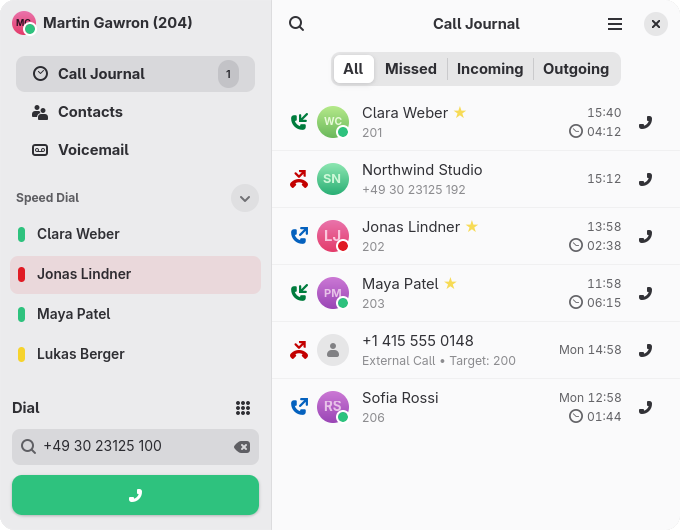 MG Martin Gawron (204)
Call Journal 1
Contacts
Voicemail
Speed Dial
Clara Weber
Jonas Lindner
Maya Patel
Lukas Berger
Dial
+49 30 23125 100
Call Journal
All Missed Incoming Outgoing
WC Clara Weber 15:40
201 04:12
SN Northwind Studio 15:12
+49 30 23125 192
LJ Jonas Lindner 13:58
202 02:38
PM Maya Patel 11:58
203 06:15
+1 415 555 0148 Mon 14:58
External Call • Target: 200
RS Sofia Rossi Mon 12:58
206 01:44